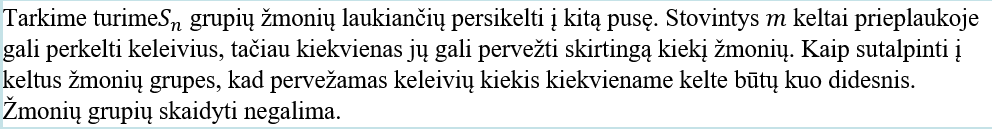 Tarkime turimeSₙ grupių žmonių laukiančių persikelti į kitą pusę. Stovintys m keltai prieplaukoje
gali perkelti keleivius, tačiau kiekvienas jų gali pervežti skirtingą kiekį žmonių. Kaip sutalpinti į
keltus žmonių grupes, kad pervežamas keleivių kiekis kiekviename kelte būtų kuo didesnis.
Žmonių grupių skaidyti negalima.